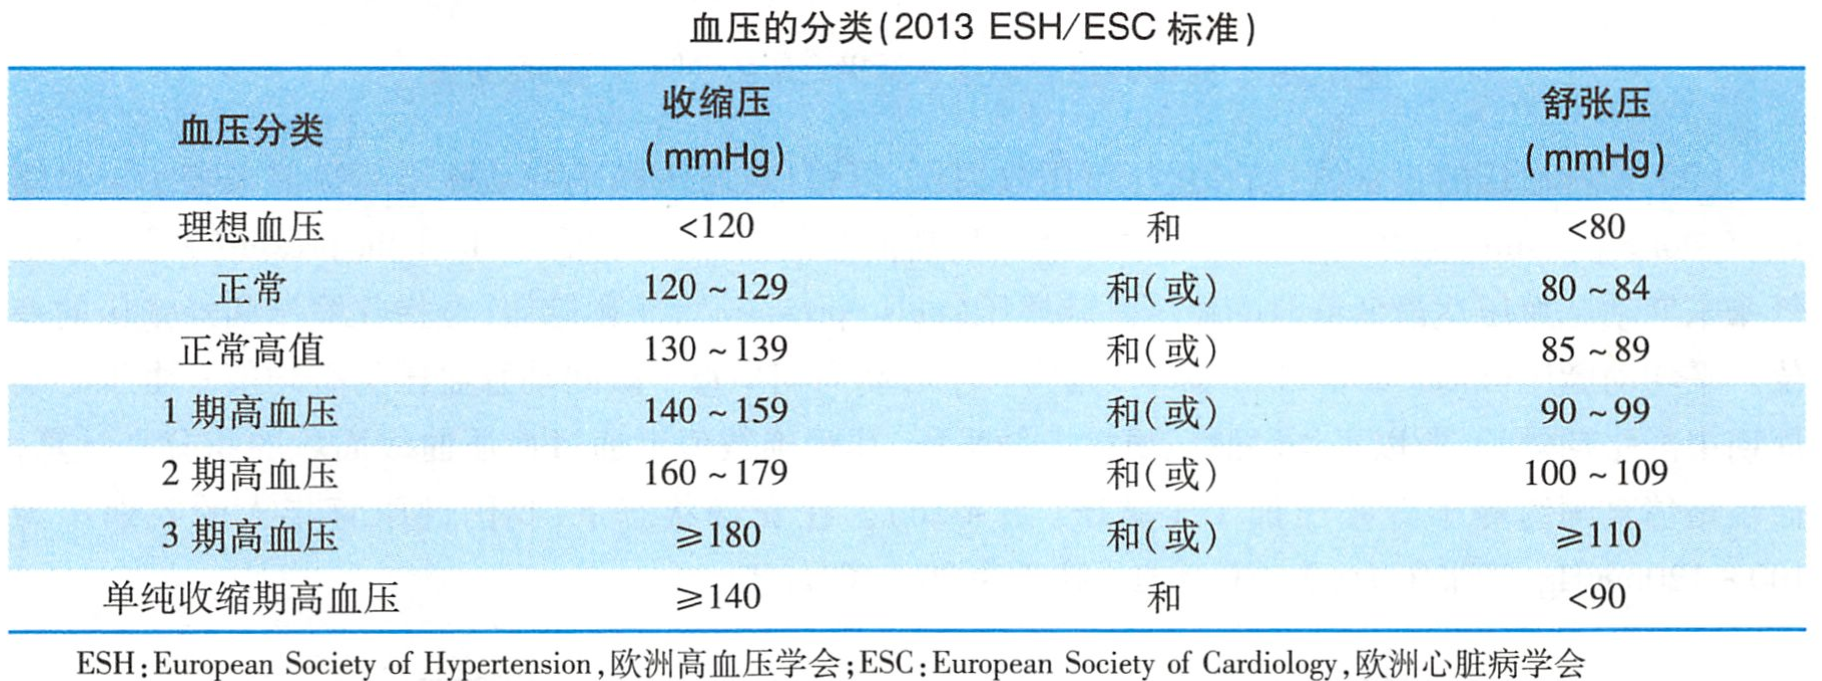 血压的分类(2013 ESH/ESC 标准)
血压分类 收缩压 (mmHg) 舒张压 (mmHg)
理想血压 <120 和 <80
正常 120～129 和(或) 80～84
正常高值 130～139 和(或) 85～89
1 期高血压 140～159 和(或) 90～99
2 期高血压 160～179 和(或) 100～109
3 期高血压 ≥180 和(或) ≥110
单纯收缩期高血压 ≥140 和 <90
ESH:European Society of Hypertension,欧洲高血压学会;ESC:European Society of Cardiology,欧洲心脏病学会